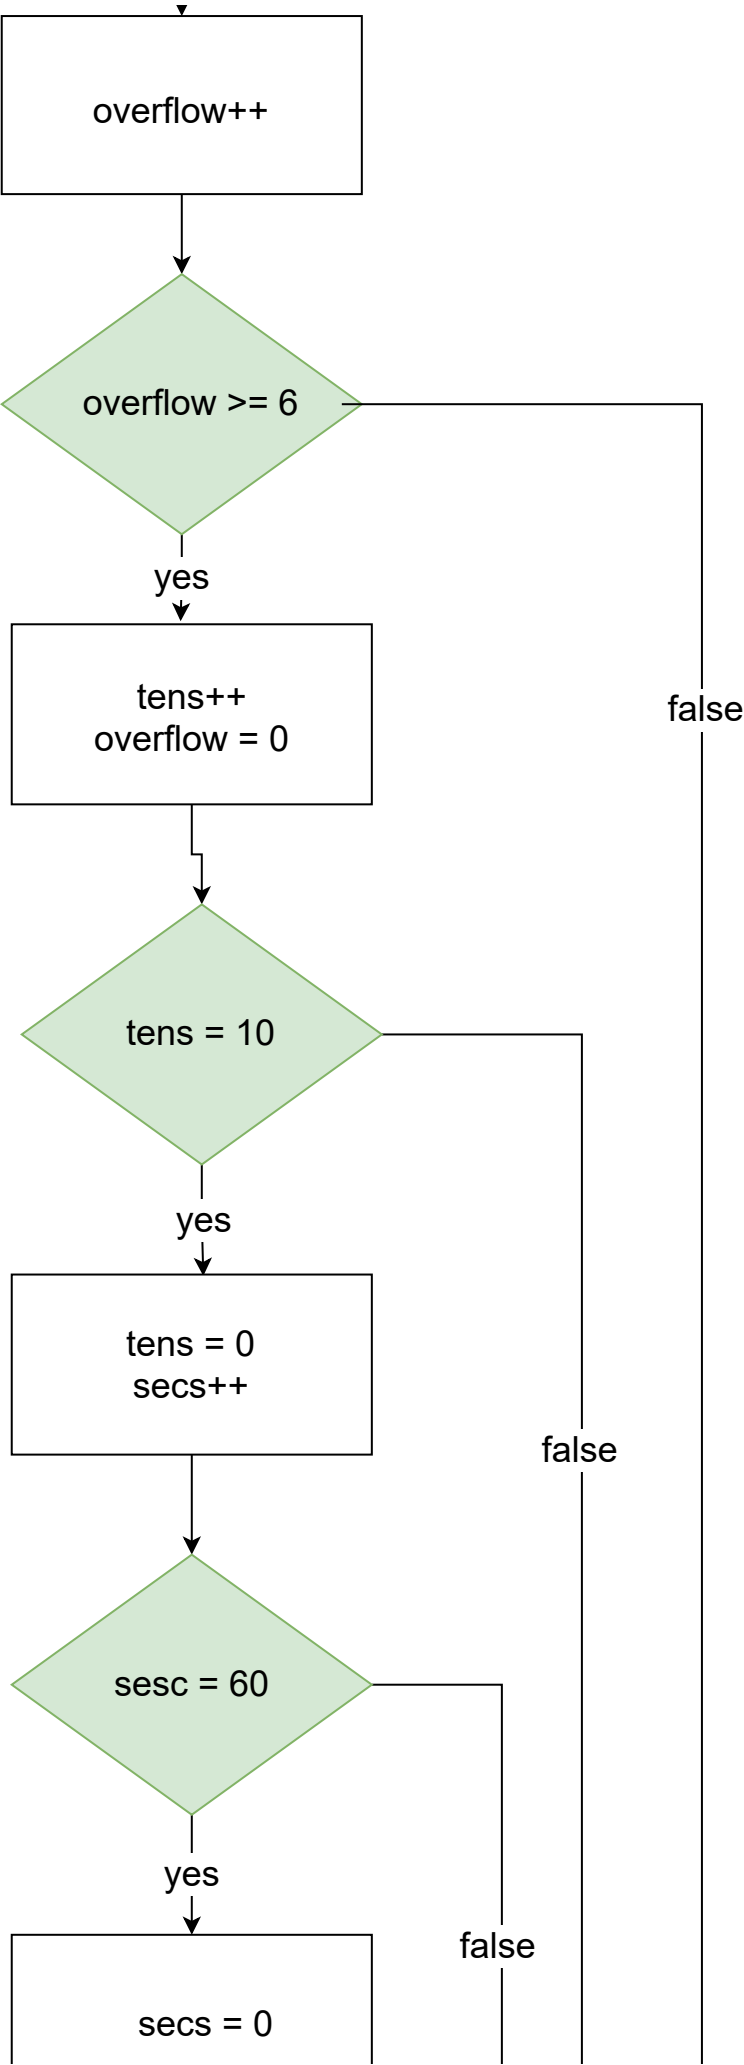 overflow++
overflow >= 6
yes
tens++
overflow = 0
false
tens = 10
yes
tens = 0
secs++
false
sesc = 60
yes
false
secs = 0